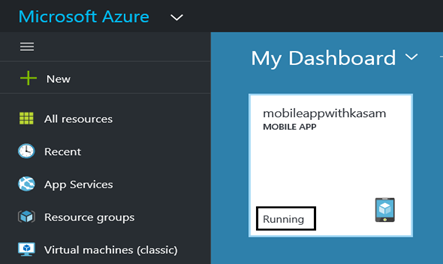 Microsoft Azure
New
All resources
Recent
App Services
Resource groups
Virtual machines (classic)
My Dashboard
mobileappwithkasam
MOBILE APP
Running